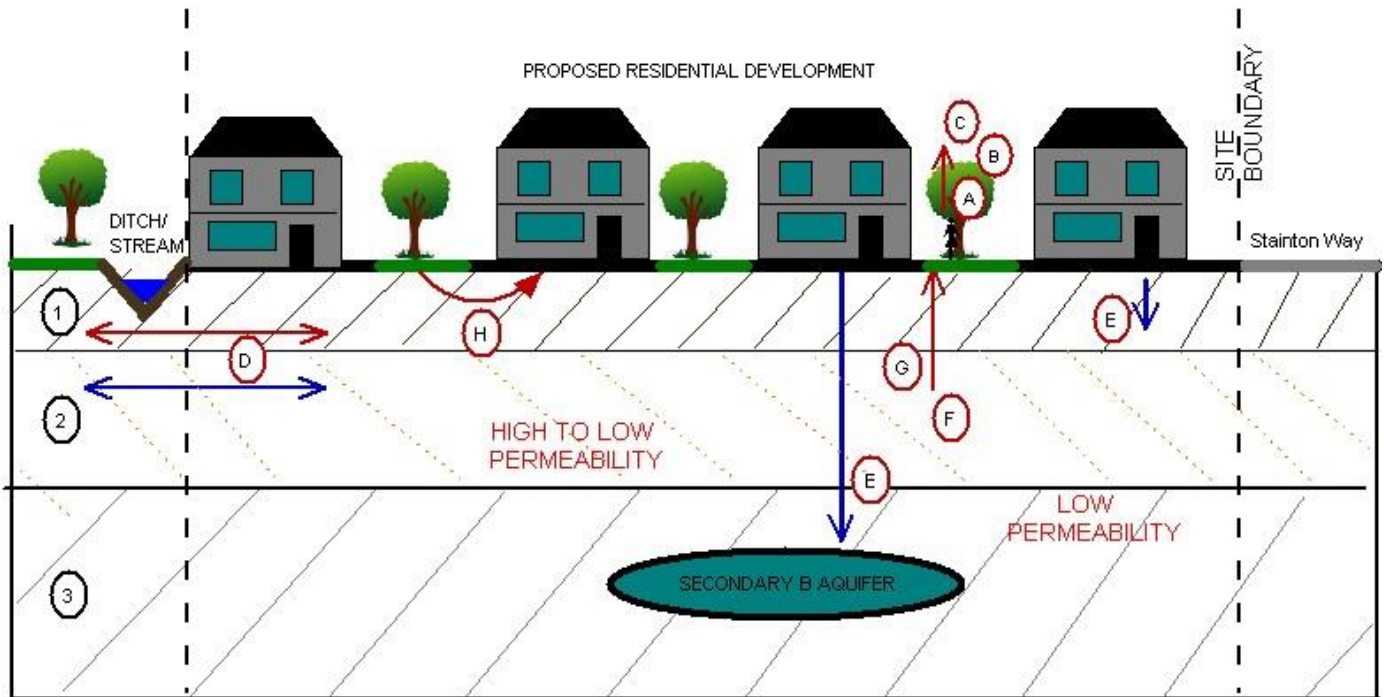 PROPOSED RESIDENTIAL DEVELOPMENT
SITE
BOUNDARY
C
B
A
DITCH/
STREAM
Stainton Way
1
H
E
D
G
2
F
HIGH TO LOW
PERMEABILITY
E
LOW
PERMEABILITY
3
SECONDARY B AQUIFER